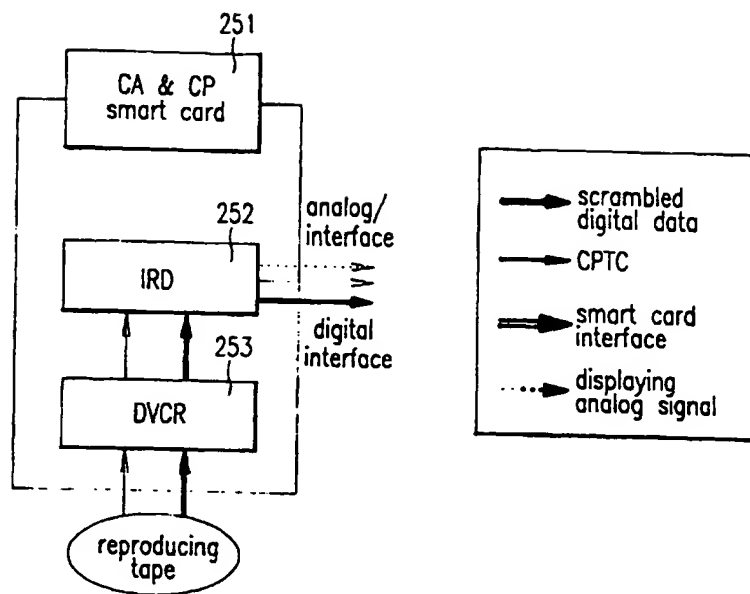 251
CA & CP
smart card
252
analog/
interface
IRD
digital
interface
253
DVCR
reproducing
tape
scrambled
digital data
CPTC
smart card
interface
displaying
analog signal